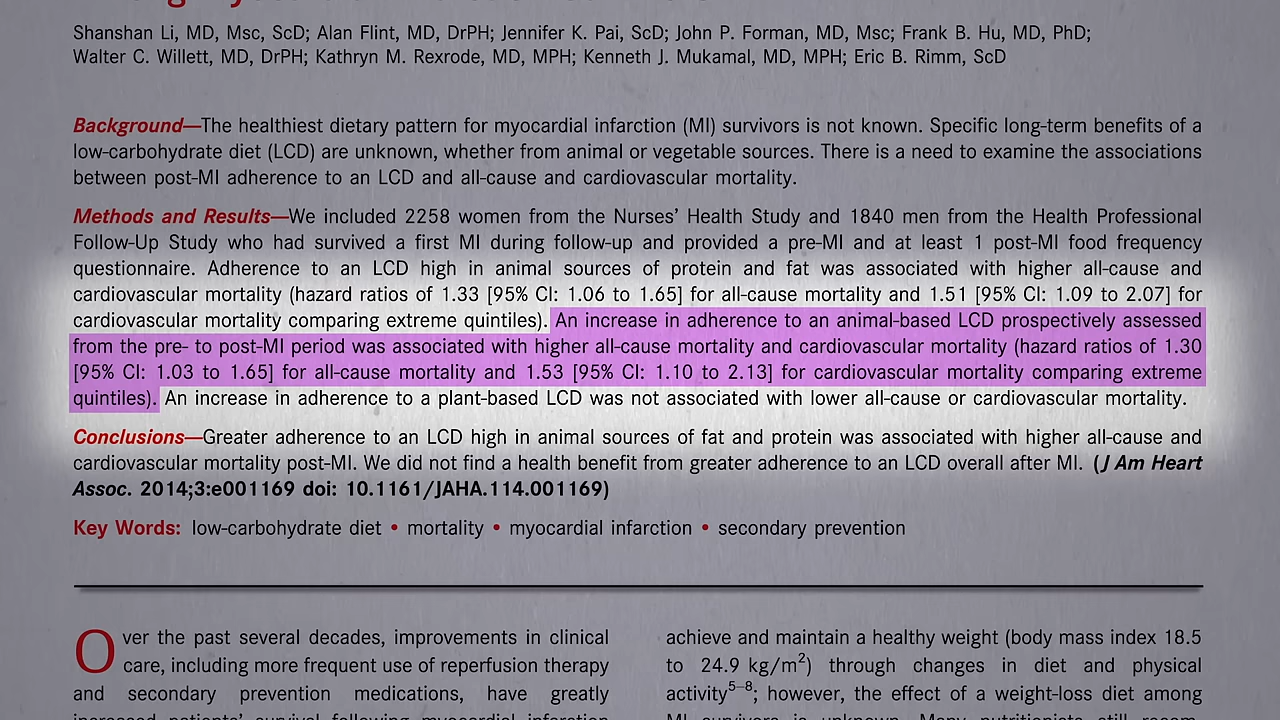 Shanshan Li, MD, Msc, ScD; Alan Flint, MD, DrPH; Jennifer K. Pai, ScD; John P. Forman, MD, Msc; Frank B. Hu, MD, PhD;
Walter C. Willett, MD, DrPH; Kathryn M. Rexrode, MD, MPH; Kenneth J. Mukamal, MD, MPH; Eric B. Rimm, ScD
Background—The healthiest dietary pattern for myocardial infarction (MI) survivors is not known. Specific long-term benefits of a
low-carbohydrate diet (LCD) are unknown, whether from animal or vegetable sources. There is a need to examine the associations
between post-MI adherence to an LCD and all-cause and cardiovascular mortality.
Methods and Results—We included 2258 women from the Nurses' Health Study and 1840 men from the Health Professional
Follow-Up Study who had survived a first MI during follow-up and provided a pre-MI and at least 1 post-MI food frequency
questionnaire. Adherence to an LCD high in animal sources of protein and fat was associated with higher all-cause and
cardiovascular mortality (hazard ratios of 1.33 [95% CI: 1.06 to 1.65] for all-cause mortality and 1.51 [95% CI: 1.09 to 2.07] for
cardiovascular mortality comparing extreme quintiles). An increase in adherence to an animal-based LCD prospectively assessed
from the pre- to post-MI period was associated with higher all-cause mortality and cardiovascular mortality (hazard ratios of 1.30
[95% CI: 1.03 to 1.65] for all-cause mortality and 1.53 [95% CI: 1.10 to 2.13] for cardiovascular mortality comparing extreme
quintiles). An increase in adherence to a plant-based LCD was not associated with lower all-cause or cardiovascular mortality.
Conclusions—Greater adherence to an LCD high in animal sources of fat and protein was associated with higher all-cause and
cardiovascular mortality post-MI. We did not find a health benefit from greater adherence to an LCD overall after MI. (J Am Heart
Assoc. 2014;3:e001169 doi: 10.1161/JAHA.114.001169)
Key Words: low-carbohydrate diet • mortality • myocardial infarction • secondary prevention
Over the past several decades, improvements in clinical
care, including more frequent use of reperfusion therapy
and secondary prevention medications, have greatly
increased patients' survival following myocardial infarction
achieve and maintain a healthy weight (body mass index 18.5
to 24.9 kg/m²) through changes in diet and physical
activity⁵⁻⁸; however, the effect of a weight-loss diet among
MI survivors is unknown. Many nutritionists still